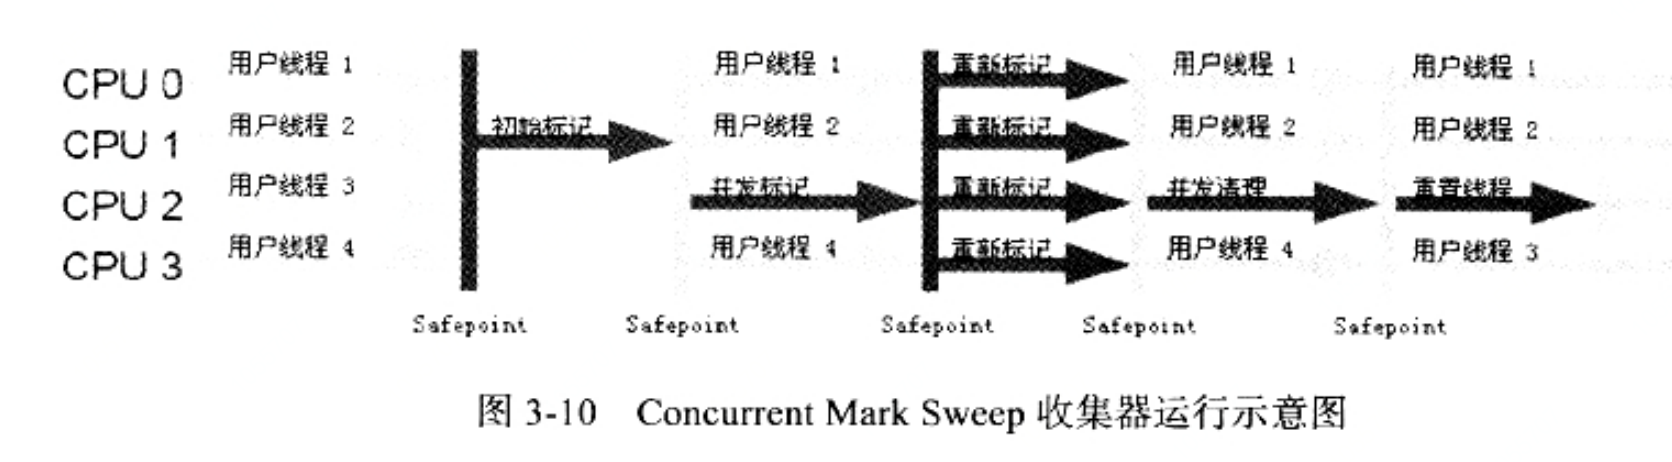 用户线程 1 用户线程 1 重新标记 用户线程 1 用户线程 1
CPU 0
用户线程 2 初始标记 用户线程 2 重新标记 用户线程 2 用户线程 2
CPU 1
用户线程 3 并发标记 重新标记 并发清理 重置线程
CPU 2
用户线程 4 用户线程 4 重新标记 用户线程 4 用户线程 3
CPU 3
Safepoint Safepoint Safepoint Safepoint Safepoint
图 3-10 Concurrent Mark Sweep 收集器运行示意图